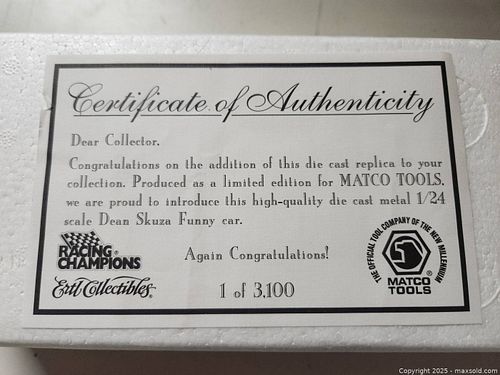 Certificate of Authenticity
Dear Collector.
Congratulations on the addition of this die cast replica to your
collection. Produced as a limited edition for MATCO TOOLS.
we are proud to introduce this high-quality die cast metal 1/24
scale Dean Skuza Funny car.
RACING
CHAMPIONS®
Ertl Collectibles®
Again Congratulations!
1 of 3,100
THE OFFICIAL TOOL COMPANY OF THE NEW MILLENNIUM
MATCO®
TOOLS
Copyright 2025 - maxsold.com